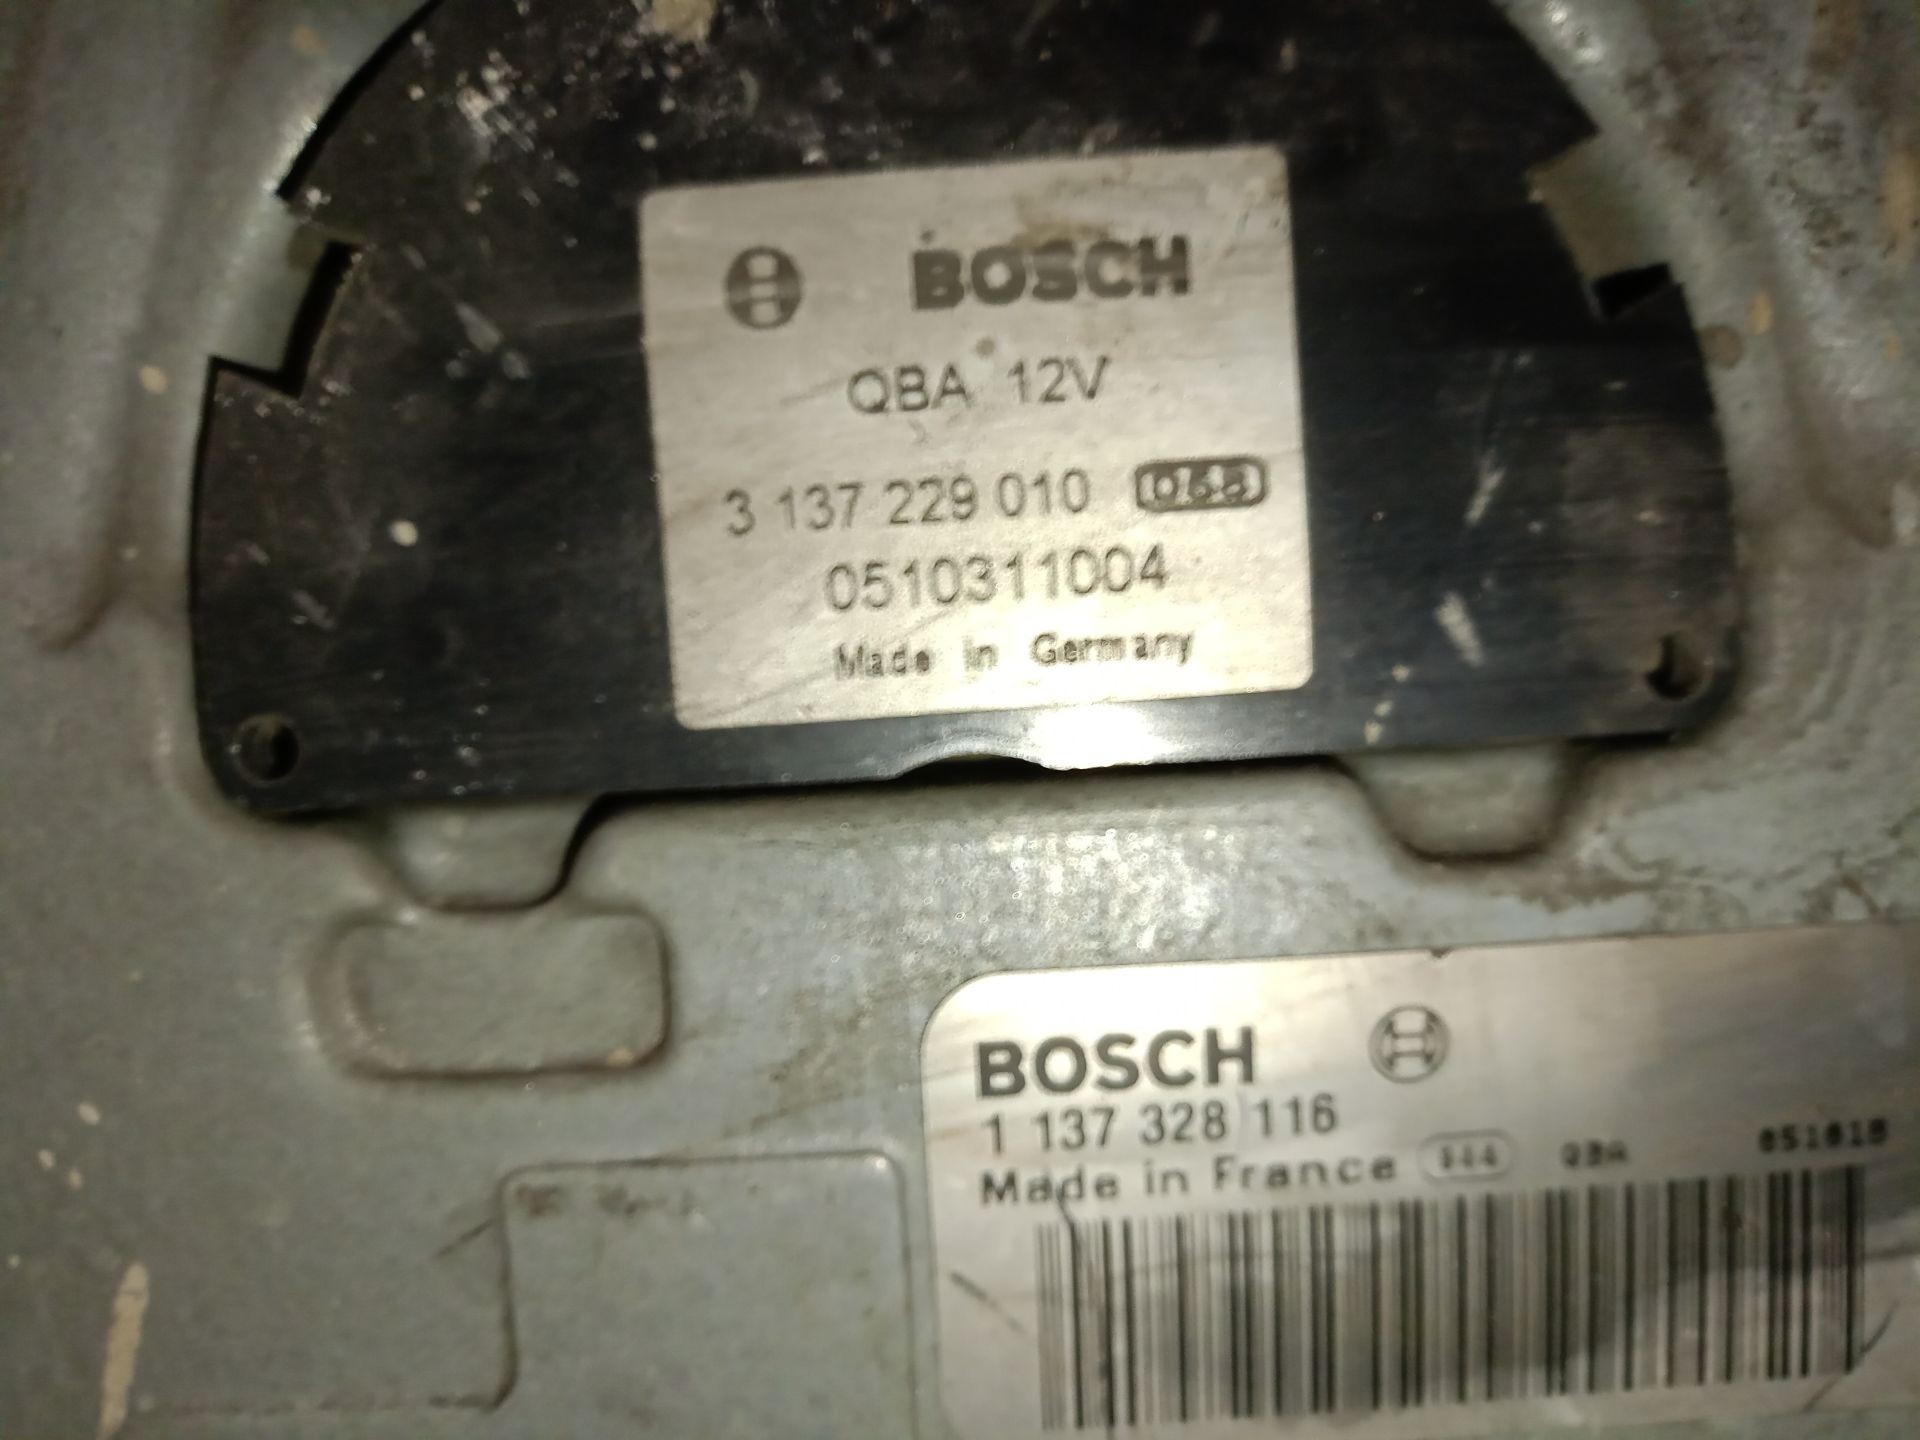 BOSCH
QBA 12V
3 137 229 010
0510311004
Made in Germany
BOSCH
1 137 328 116
Made in France QBA 051018